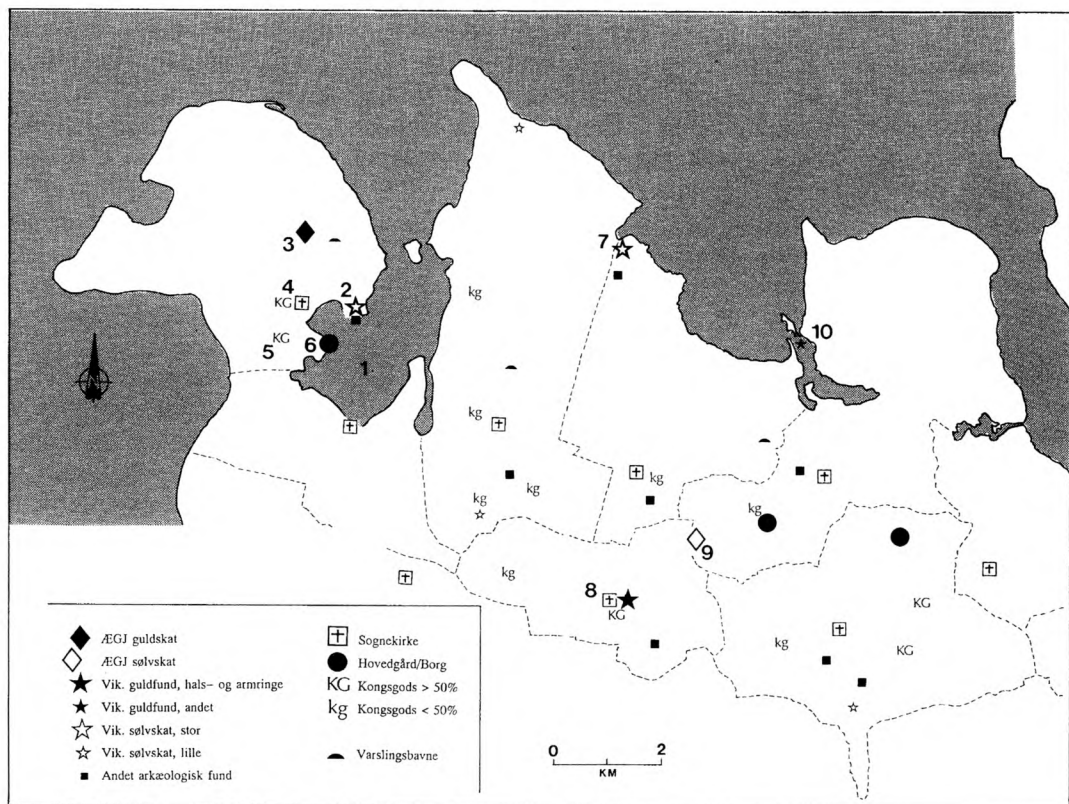 7
10
3
4
2
KG
kg
KG
5
6
1
kg
kg
kg
kg
kg
kg
9
kg
8
KG
KG
kg
KG
ÆGJ guldskat
ÆGJ sølvskat
Vik. guldfund, hals- og armringe
Vik. guldfund, andet
Vik. sølvskat, stor
Vik. sølvskat, lille
Andet arkæologisk fund
Sognekirke
Hovedgård/Borg
KG Kongsgods > 50%
kg Kongsgods < 50%
Varslingsbavne
0 2
KM